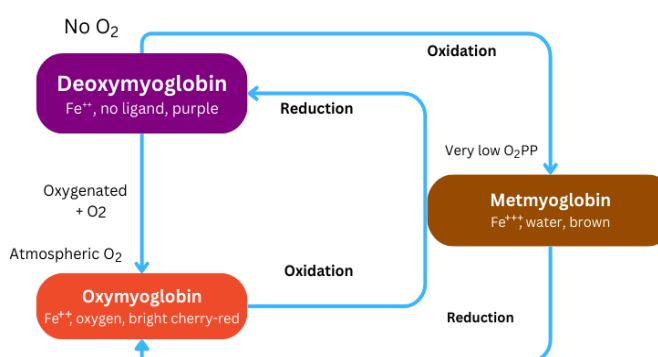 No O₂
Oxidation
Deoxymyoglobin
Fe⁺⁺, no ligand, purple
Reduction
Very low O₂PP
Oxygenated
+ O2
Metmyoglobin
Fe⁺⁺⁺, water, brown
Atmospheric O₂
Oxidation
Oxymyoglobin
Fe⁺⁺, oxygen, bright cherry-red
Reduction